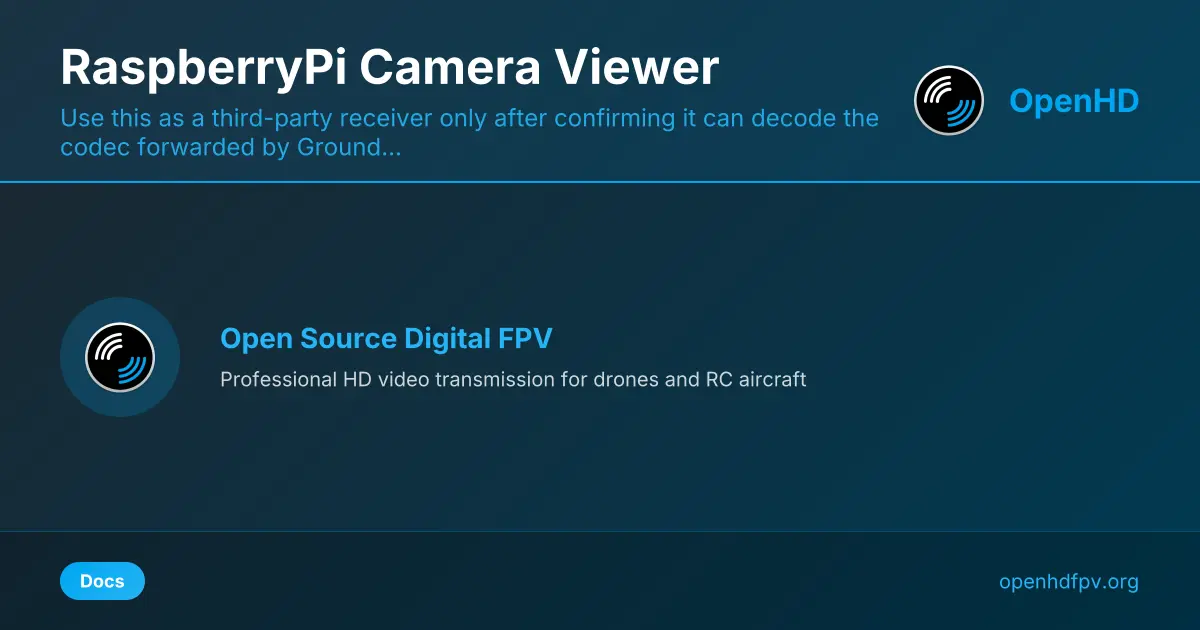 RaspberryPi Camera Viewer
Use this as a third-party receiver only after confirming it can decode the
codec forwarded by Ground...
OpenHD
Open Source Digital FPV
Professional HD video transmission for drones and RC aircraft
Docs
openhdfpv.org